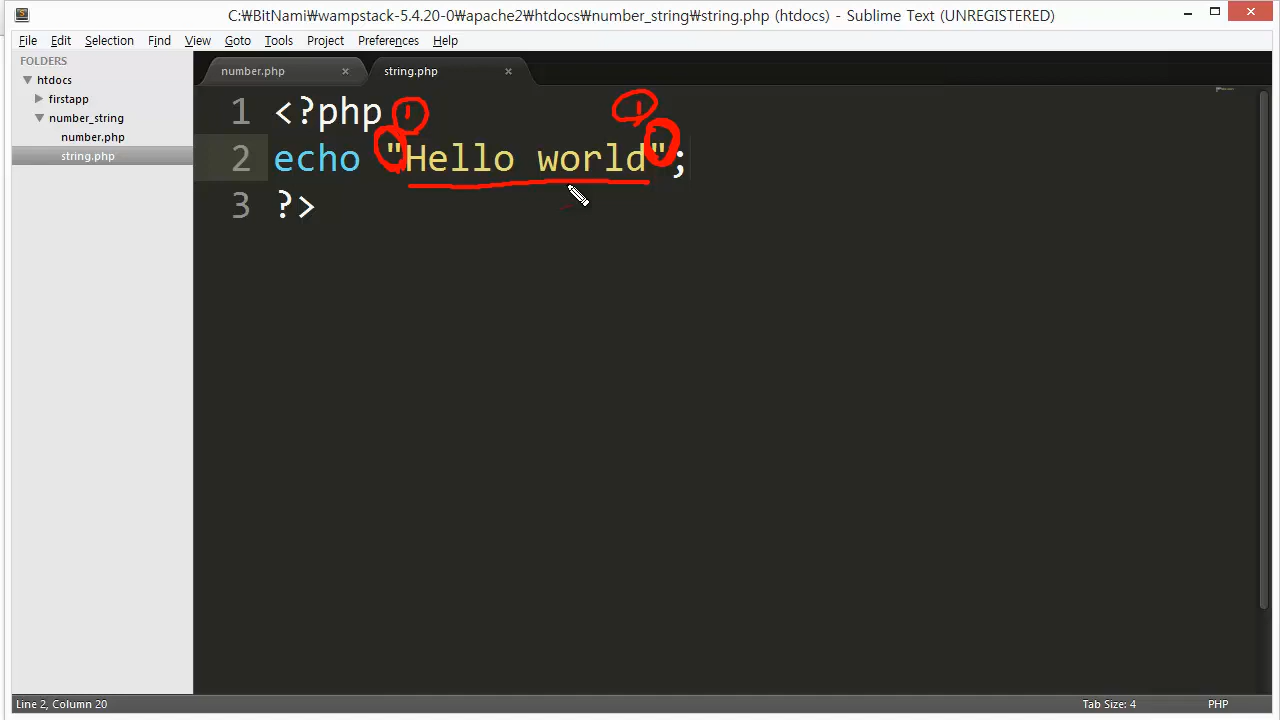 C:₩BitNami₩wampstack-5.4.20-0₩apache2₩htdocs₩number_string₩string.php (htdocs) - Sublime Text (UNREGISTERED)
File Edit Selection Find View Goto Tools Project Preferences Help
FOLDERS
htdocs
firstapp
number_string
number.php
string.php
number.php × string.php ×
1 <?php
2 echo "Hello world";
3 ?>
' '
Line 2, Column 20 Tab Size: 4 PHP